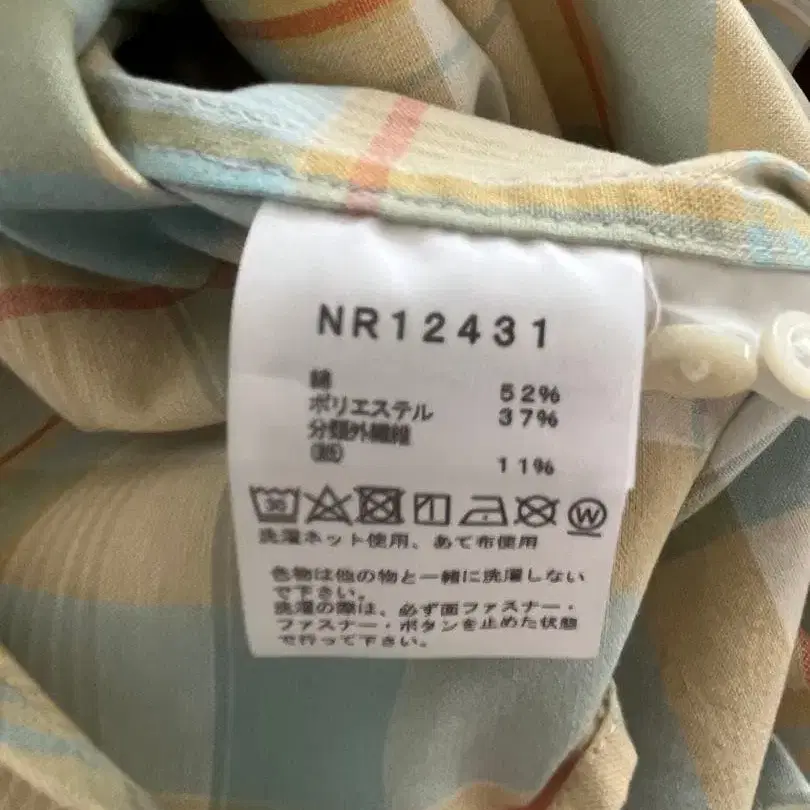 NR12431
綿 52%
ポリエステル 37%
分類外繊維
(紙) 11%
30
W
洗濯ネット使用、あて布使用
色物は他の物と一緒に洗濯しない
で下さい。
洗濯の際は、必ず面ファスナー・
ファスナー・ボタンを止めた状態
で行って下さい。